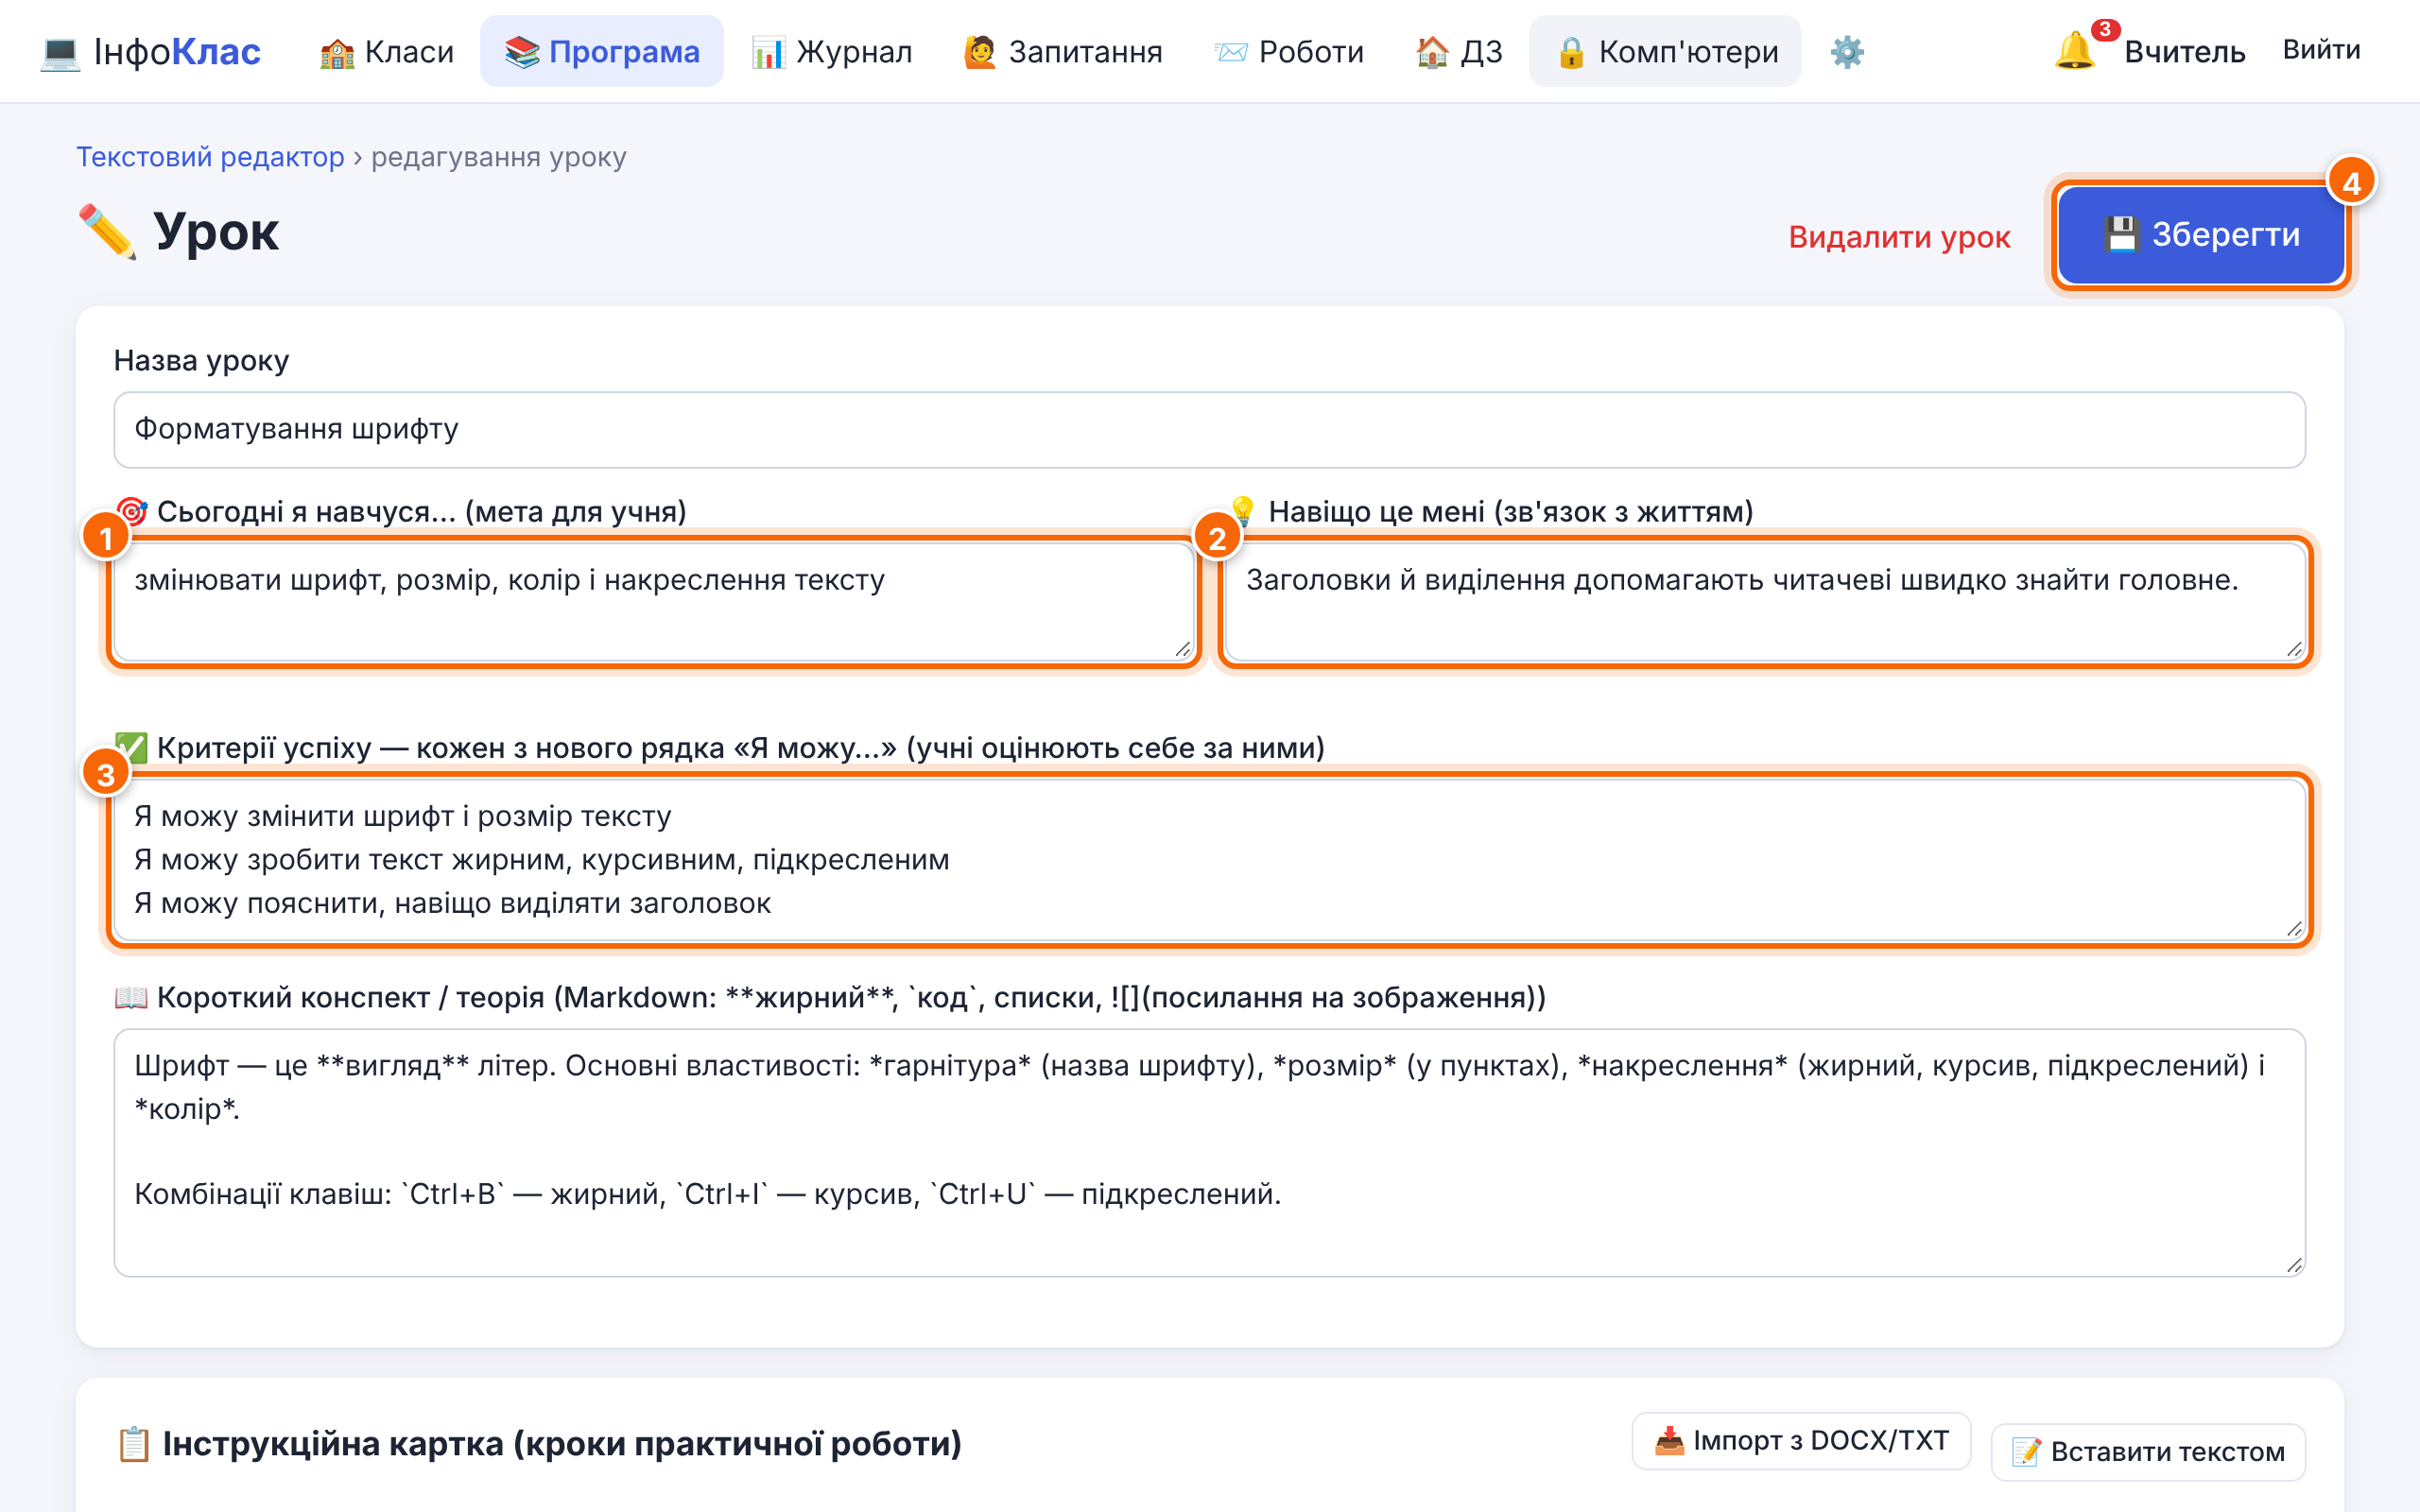 💻 ІнфоКлас 🏫 Класи 📚 Програма 📊 Журнал 🙋 Запитання 📨 Роботи 🏠 ДЗ 🔒 Комп'ютери ⚙️ 🔔 3 Вчитель Вийти
Текстовий редактор › редагування уроку
✏️ Урок
Видалити урок
💾 Зберегти
4
Назва уроку
Форматування шрифту
🎯 Сьогодні я навчуся... (мета для учня)
1
змінювати шрифт, розмір, колір і накреслення тексту
💡 Навіщо це мені (зв'язок з життям)
2
Заголовки й виділення допомагають читачеві швидко знайти головне.
✅ Критерії успіху — кожен з нового рядка «Я можу...» (учні оцінюють себе за ними)
3
Я можу змінити шрифт і розмір тексту
Я можу зробити текст жирним, курсивним, підкресленим
Я можу пояснити, навіщо виділяти заголовок
📖 Короткий конспект / теорія (Markdown: **жирний**, `код`, списки, ![](посилання на зображення))
Шрифт — це **вигляд** літер. Основні властивості: *гарнітура* (назва шрифту), *розмір* (у пунктах), *накреслення* (жирний, курсив, підкреслений) і
*колір*.
Комбінації клавіш: `Ctrl+B` — жирний, `Ctrl+I` — курсив, `Ctrl+U` — підкреслений.
📋 Інструкційна картка (кроки практичної роботи)
📥 Імпорт з DOCX/TXT
📝 Вставити текстом